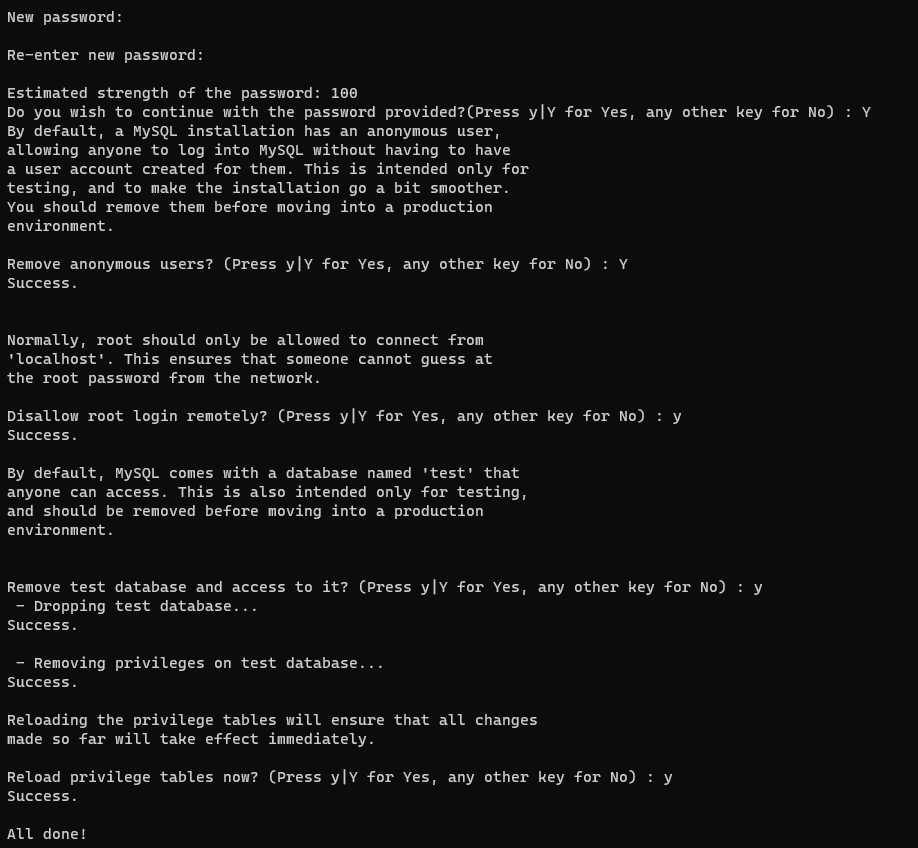 New password:
Re-enter new password:
Estimated strength of the password: 100
Do you wish to continue with the password provided?(Press y|Y for Yes, any other key for No) : Y
By default, a MySQL installation has an anonymous user,
allowing anyone to log into MySQL without having to have
a user account created for them. This is intended only for
testing, and to make the installation go a bit smoother.
You should remove them before moving into a production
environment.
Remove anonymous users? (Press y|Y for Yes, any other key for No) : Y
Success.
Normally, root should only be allowed to connect from
'localhost'. This ensures that someone cannot guess at
the root password from the network.
Disallow root login remotely? (Press y|Y for Yes, any other key for No) : y
Success.
By default, MySQL comes with a database named 'test' that
anyone can access. This is also intended only for testing,
and should be removed before moving into a production
environment.
Remove test database and access to it? (Press y|Y for Yes, any other key for No) : y
- Dropping test database...
Success.
- Removing privileges on test database...
Success.
Reloading the privilege tables will ensure that all changes
made so far will take effect immediately.
Reload privilege tables now? (Press y|Y for Yes, any other key for No) : y
Success.
All done!